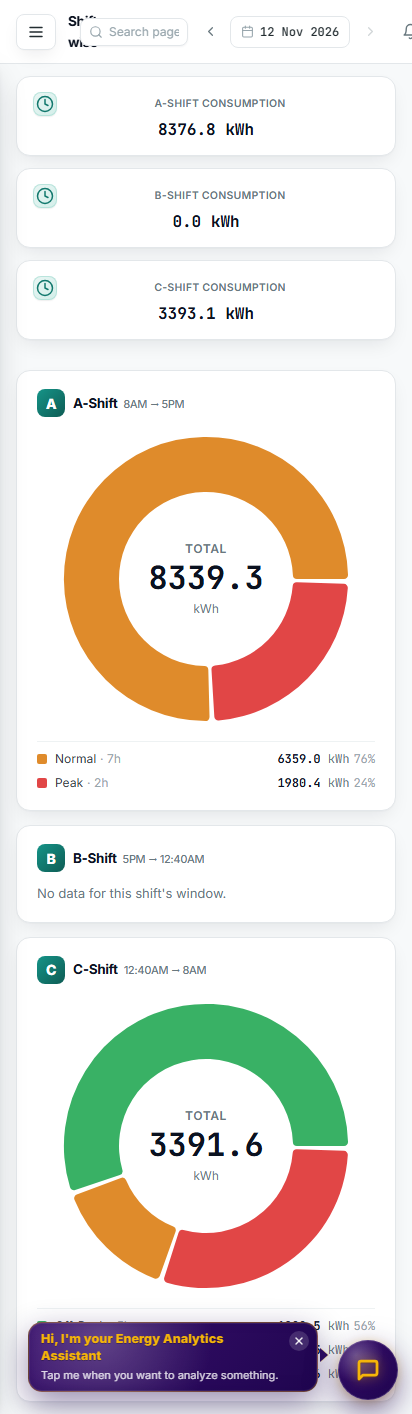 Search page
12 Nov 2026
A-SHIFT CONSUMPTION
8376.8 kWh
B-SHIFT CONSUMPTION
0.0 kWh
C-SHIFT CONSUMPTION
3393.1 kWh
A A-Shift 8AM → 5PM
TOTAL
8339.3
kWh
Normal · 7h 6359.0 kWh 76%
Peak · 2h 1980.4 kWh 24%
B B-Shift 5PM → 12:40AM
No data for this shift's window.
C C-Shift 12:40AM → 8AM
TOTAL
3391.6
kWh
kWh 56%
Hi, I'm your Energy Analytics
Assistant
Tap me when you want to analyze something.